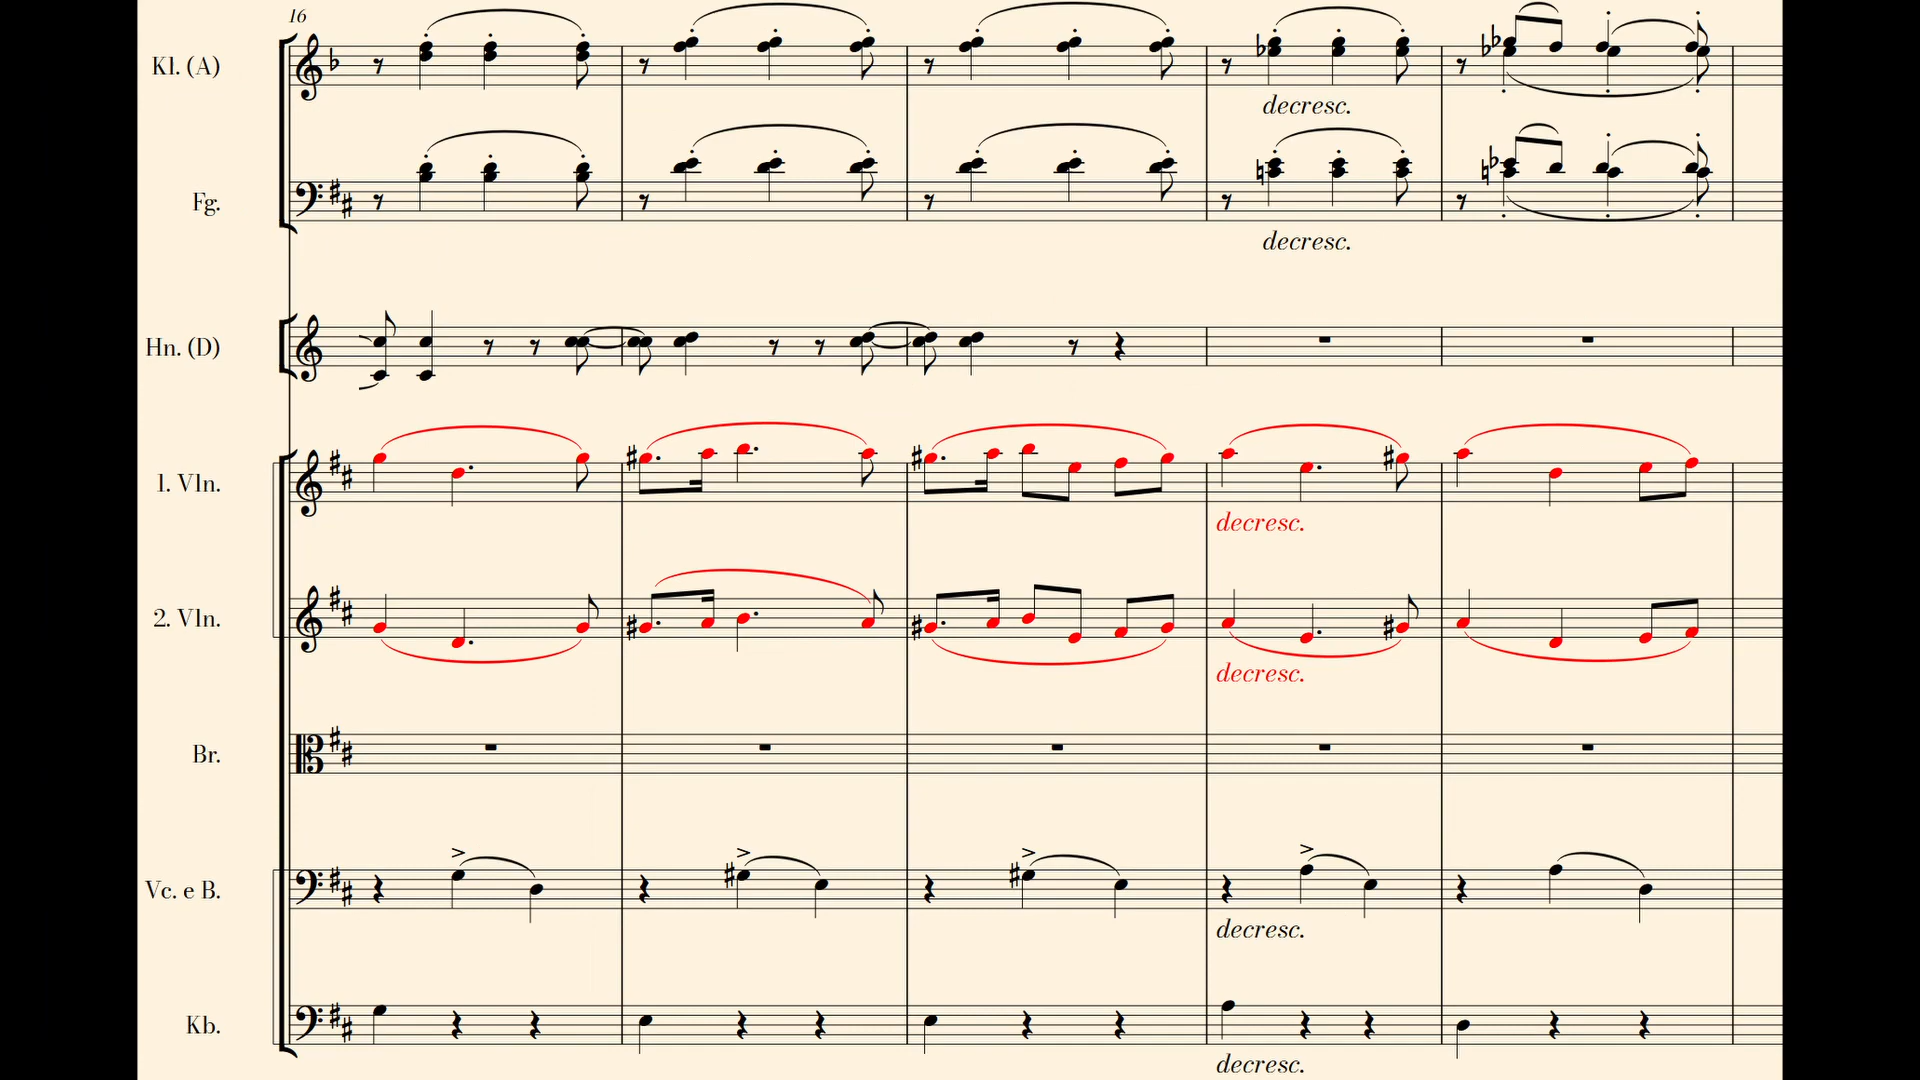 16
Kl. (A)
decresc.
Fg.
decresc.
Hn. (D)
1. Vln.
decresc.
2. Vln.
decresc.
Br.
Vc. e B.
decresc.
Kb.
decresc.